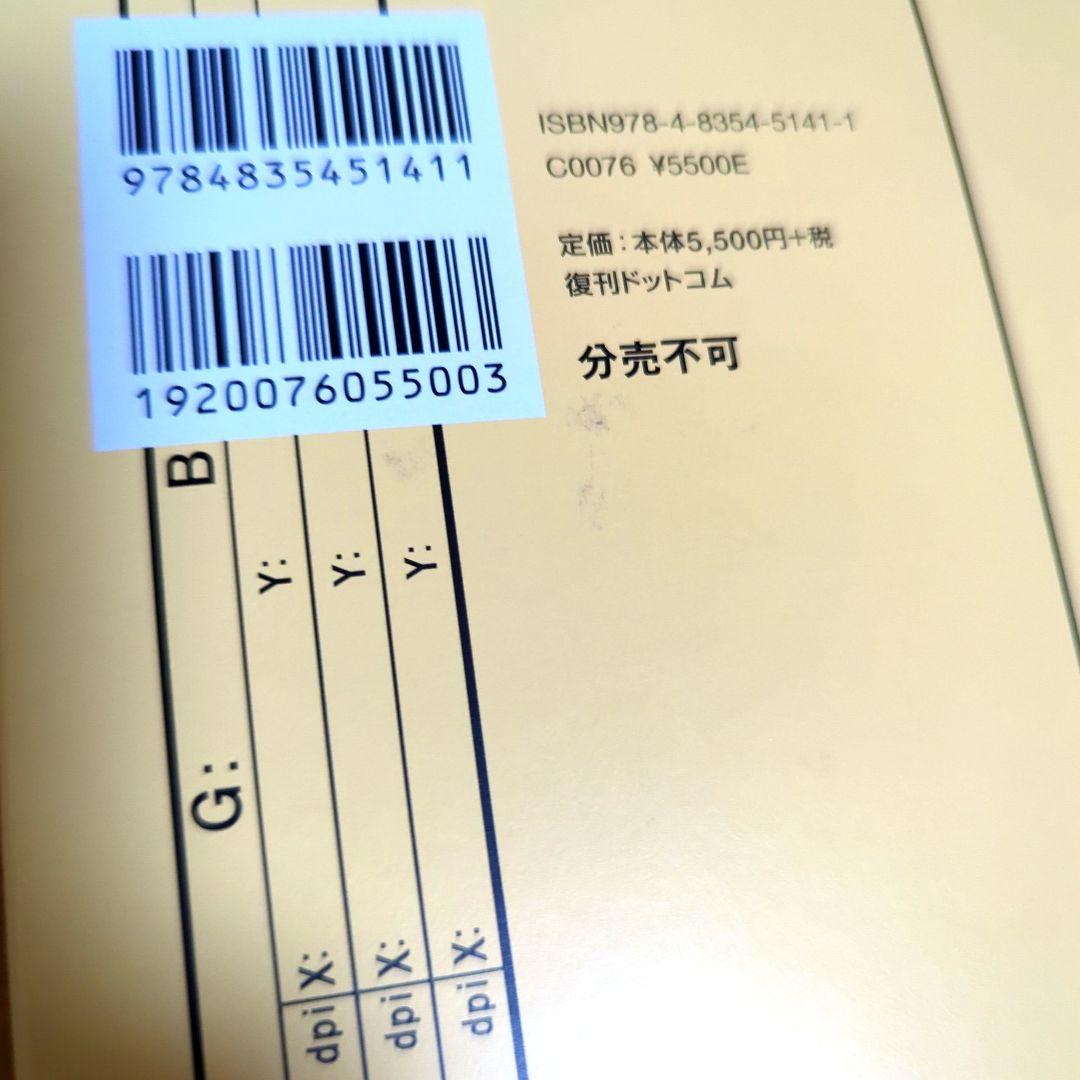 9784835451411
1920076055003
ISBN978-4-8354-5141-1
C0076 ¥5500E
定価：本体5,500円+税
復刊ドットコム
分売不可
B
G:
Y:
Y:
Y:
X:
X:
X:
dpi
dpi
dpi